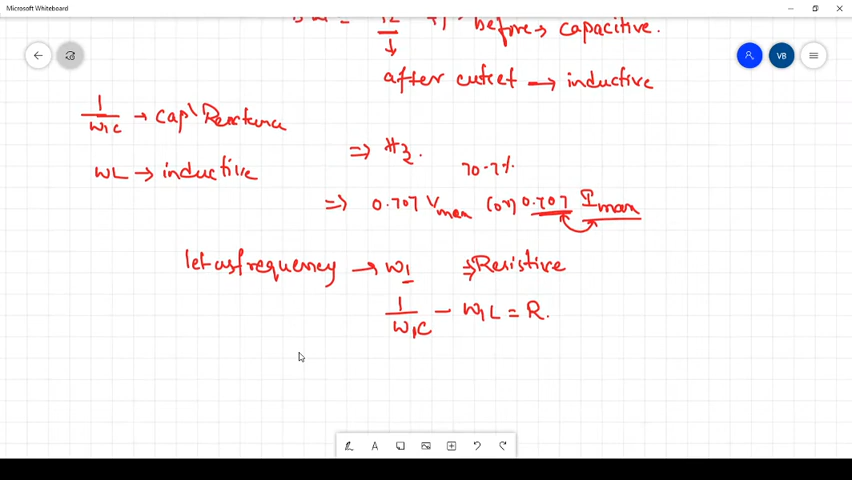 Microsoft Whiteboard
VB
before → capacitive.
after cutset → inductive
1/ω1C → cap\ Reactance
ωL → inductive
⇒ Hz.
70.7%
⇒ 0.707 Vmax (or) 0.707 Imax
let us frequency → ω1 ⇒ Resistive
1/ω1C - ω1L = R.
A